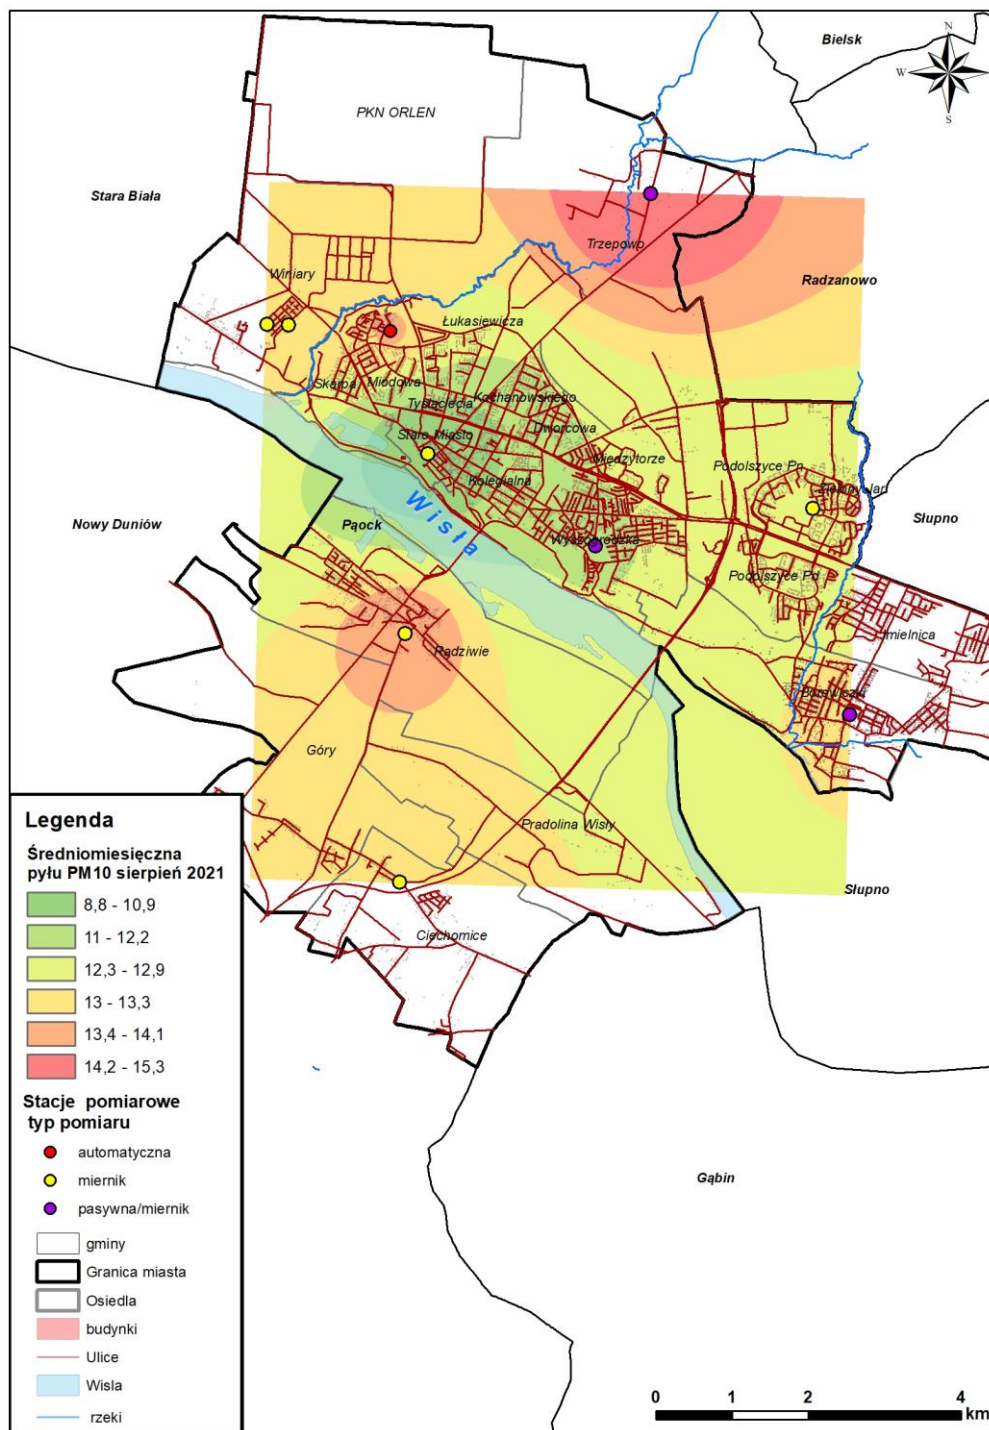 Bielsk
N
W
S
PKN ORLEN
Stara Biała
Trzepowo
Winiary
Radzanowo
Łukasiewicza
Skarpa
Miodowa
Tysiąclecia
Kochanowskiego
Dworcowa
Stare Miasto
Międzytorze
Kolegialna
Podolszyce Pn
Wisła
Nowy Duniów
Pąock
Słupno
Wyszogrodzka
Podolszyce Pd
Imielnica
Rądziwie
Borowiczki
Góry
Pradolina Wisły
Słupno
Ciechomice
Gąbin
Legenda
Średniomiesięczna
pyłu PM10 sierpień 2021
8,8 - 10,9
11 - 12,2
12,3 - 12,9
13 - 13,3
13,4 - 14,1
14,2 - 15,3
Stacje pomiarowe
typ pomiaru
automatyczna
miernik
pasywna/miernik
gminy
Granica miasta
Osiedla
budynki
Ulice
Wisla
rzeki
0 1 2 4
km